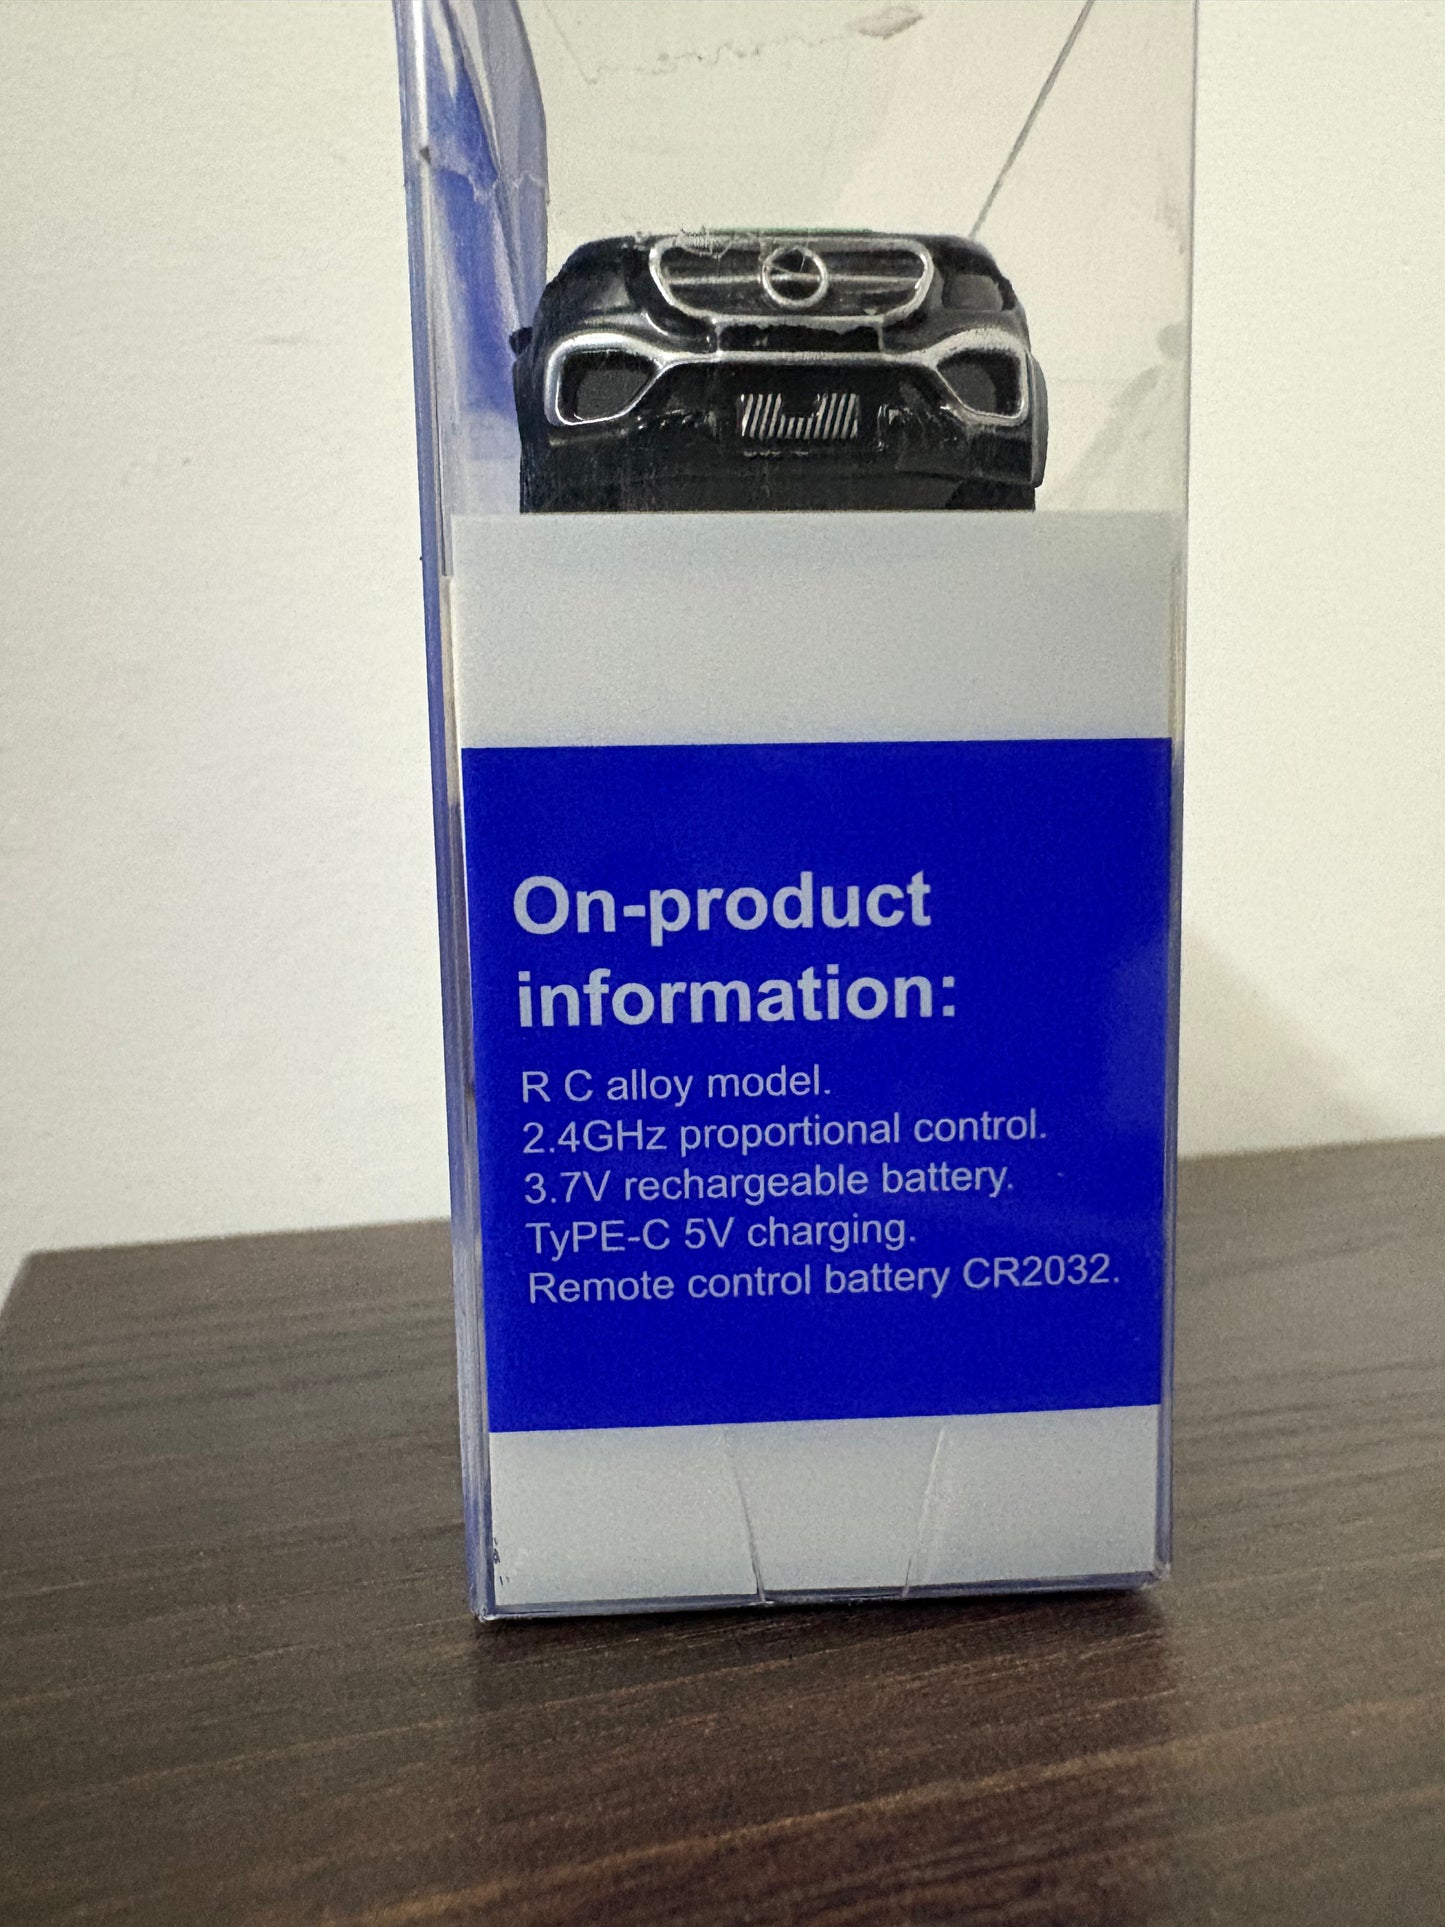 On-product
information:
R C alloy model.
2.4GHz proportional control.
3.7V rechargeable battery.
TyPE-C 5V charging.
Remote control battery CR2032.